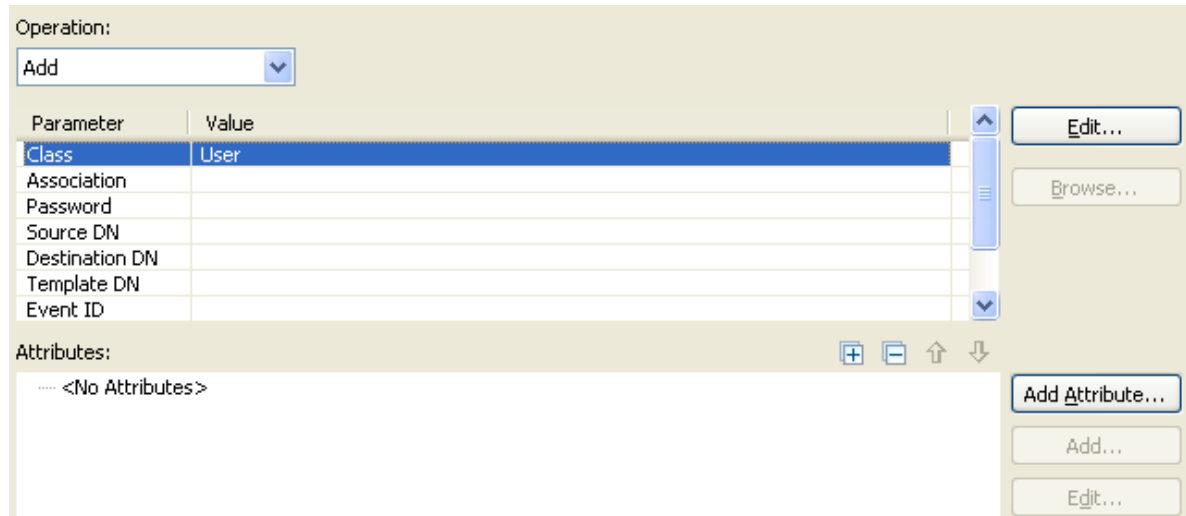 Operation:
Add
Parameter Value
Edit...
Class User
Association
Browse...
Password
Source DN
Destination DN
Template DN
Event ID
Attributes:
<No Attributes>
Add Attribute...
Add...
Edit...